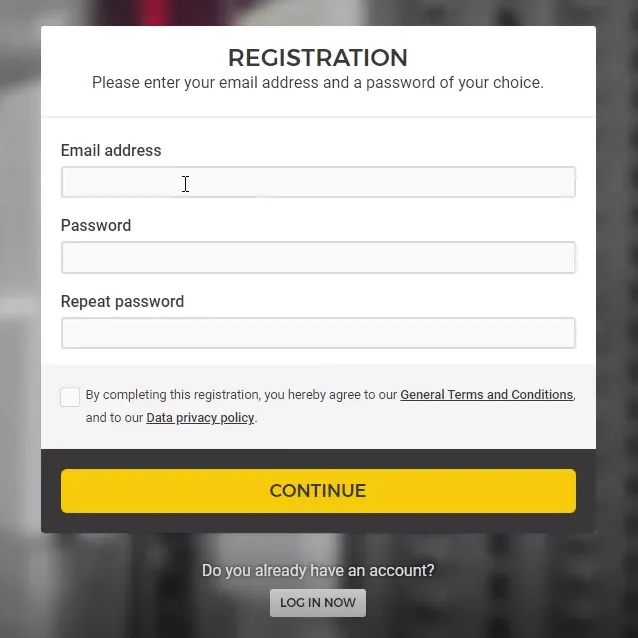 REGISTRATION
Please enter your email address and a password of your choice.
Email address
Password
Repeat password
By completing this registration, you hereby agree to our General Terms and Conditions,
and to our Data privacy policy.
CONTINUE
Do you already have an account?
LOG IN NOW